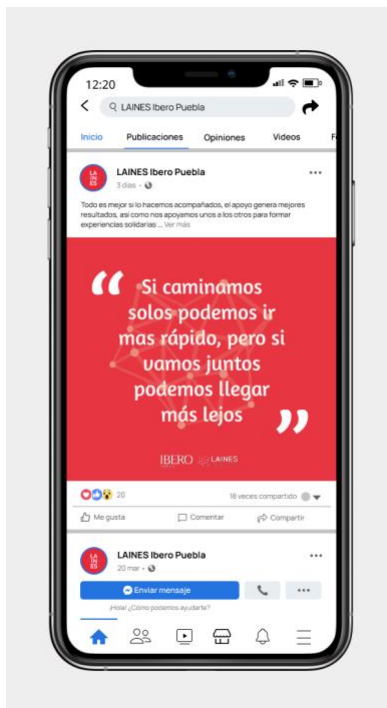 12:20
LAINES Ibero Puebla
Inicio Publicaciones Opiniones Videos F
LAINES Ibero Puebla
3 días
Todo es mejor si lo hacemos acompañados, el apoyo genera mejores
resultados, así como nos apoyamos unos a los otros para formar
experiencias solidarias ... Ver más
“ Si caminamos
solos podemos ir
mas rápido, pero si
vamos juntos
podemos llegar
más lejos ”
IBERO LAINES
20 18 veces compartido
Me gusta Comentar Compartir
LAINES Ibero Puebla
20 mar
Enviar mensaje
¡Hola! ¿Cómo podemos ayudarte?